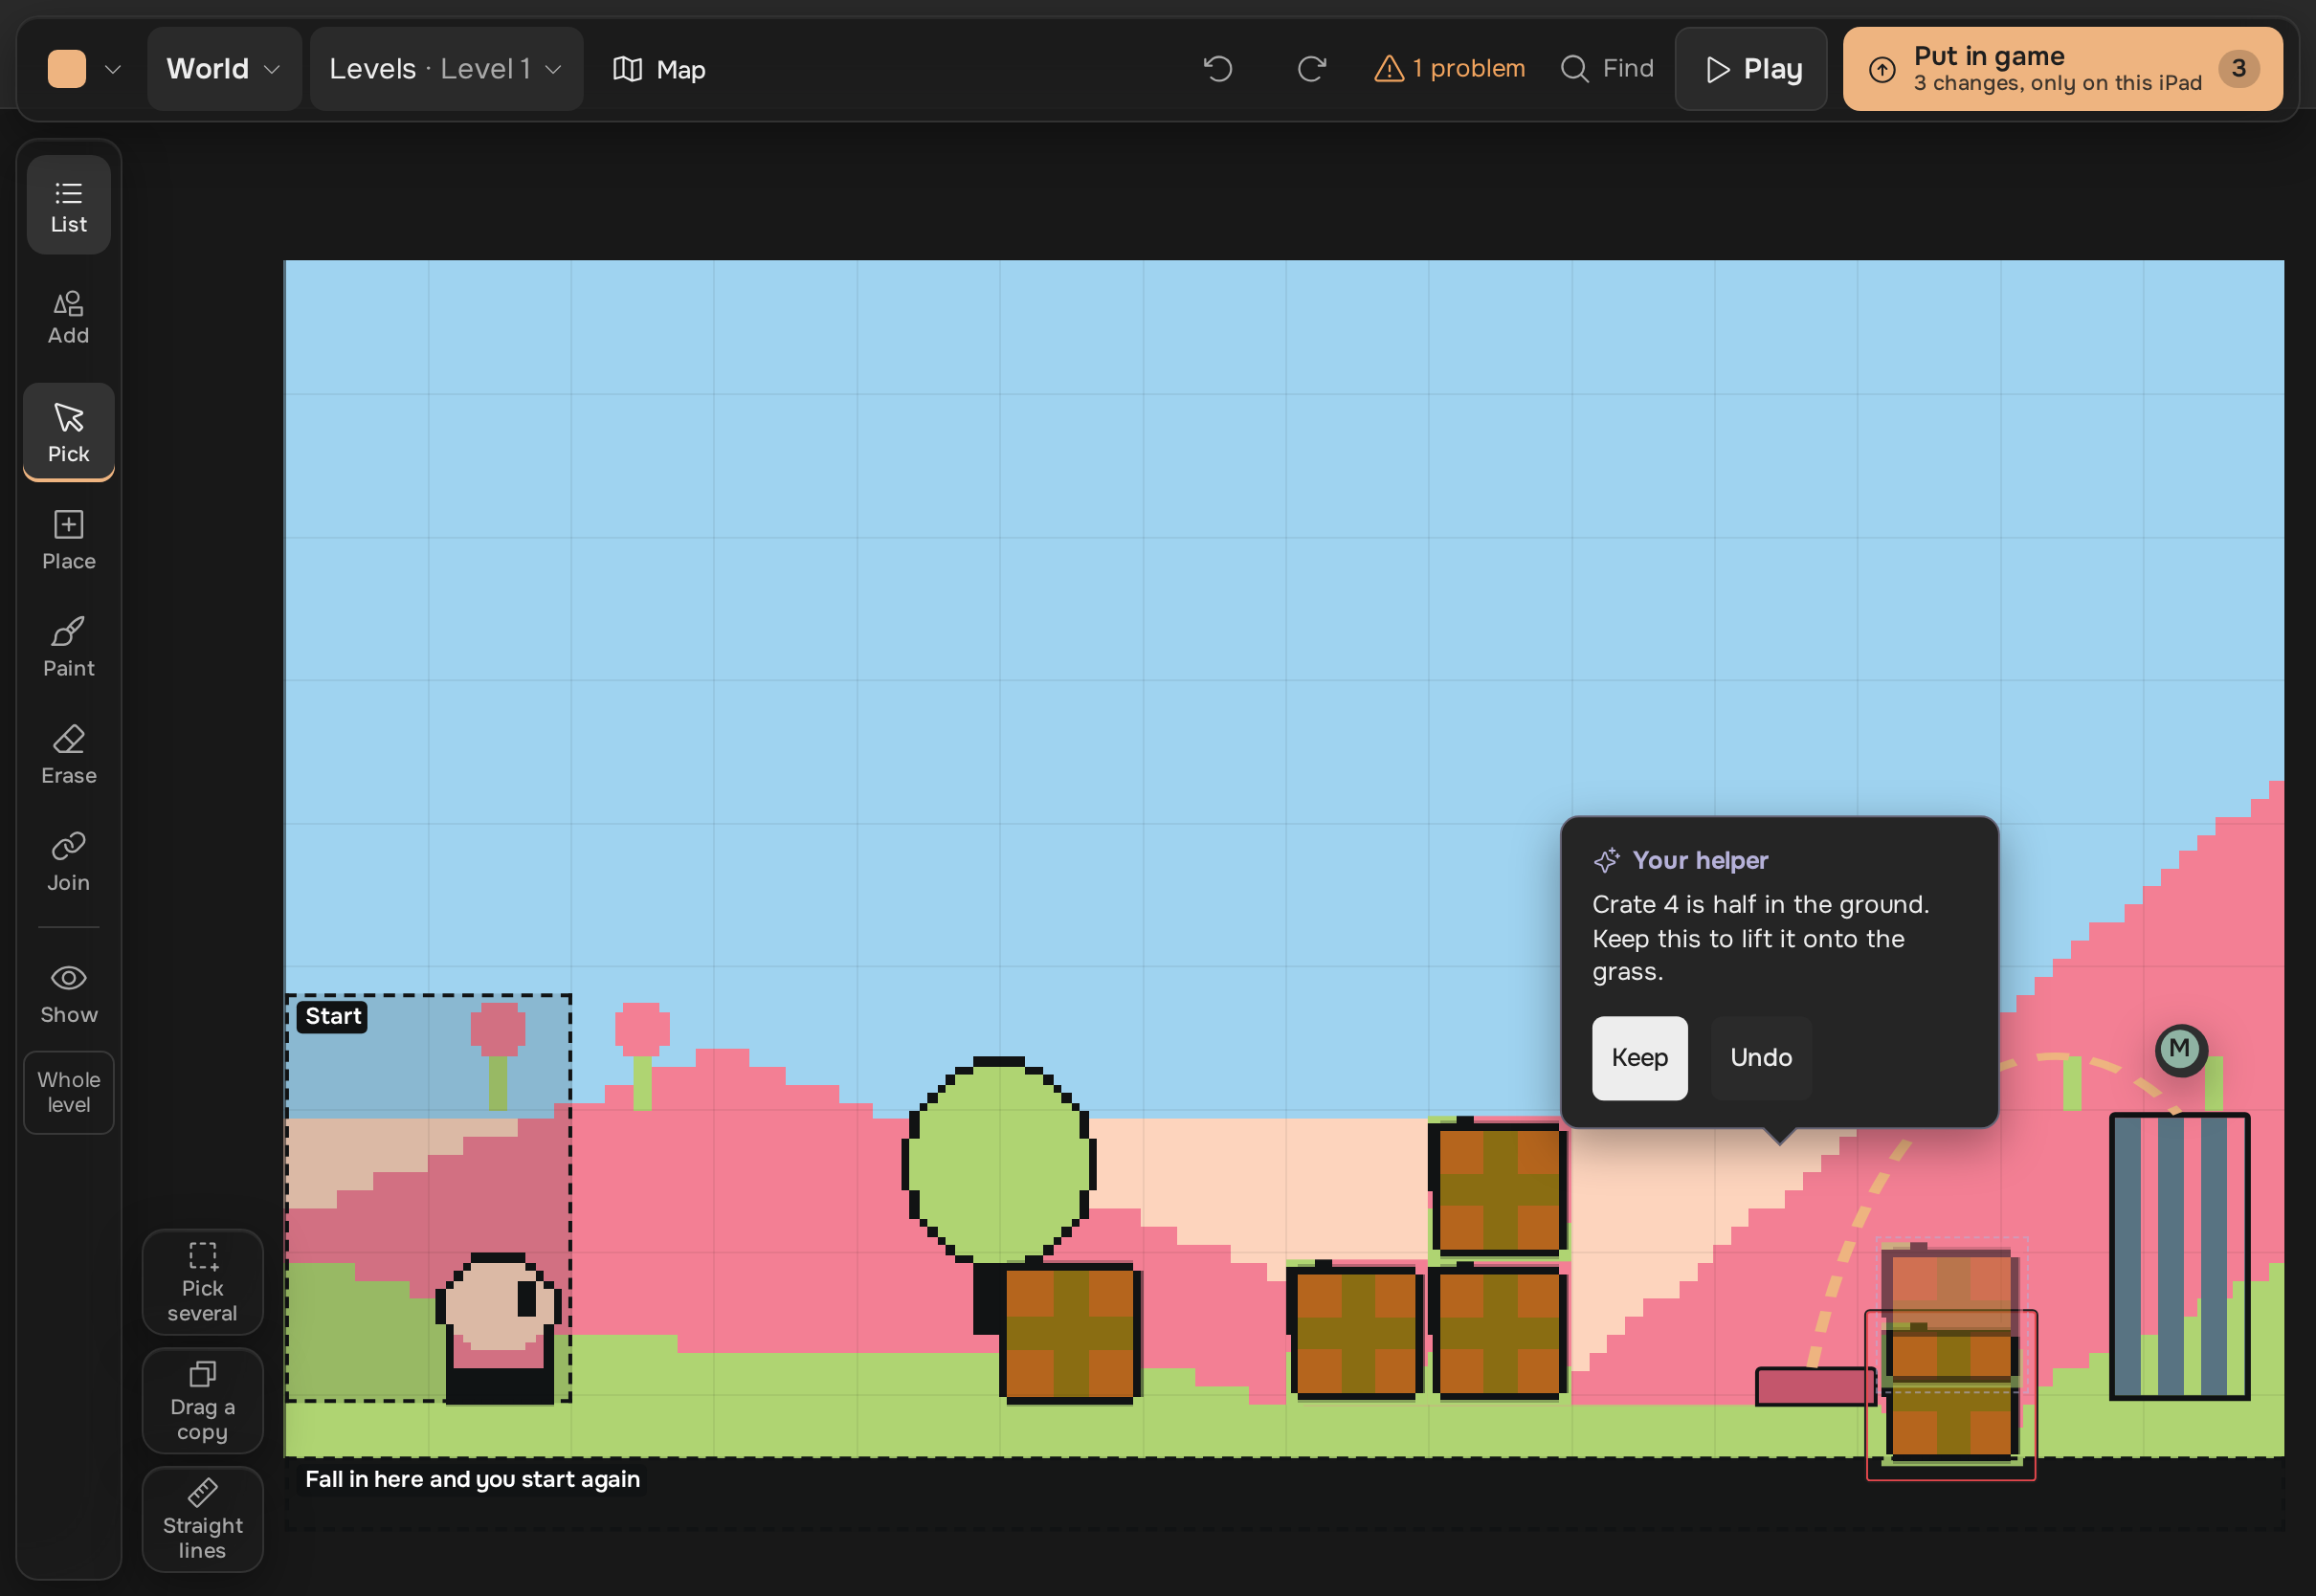 World
Levels · Level 1
Map
1 problem
Find
Play
Put in game
3 changes, only on this iPad
3
List
Add
Pick
Place
Paint
Erase
Join
Show
Whole
level
Pick
several
Drag a
copy
Straight
lines
Start
Your helper
Crate 4 is half in the ground.
Keep this to lift it onto the
grass.
Keep
Undo
M
Fall in here and you start again